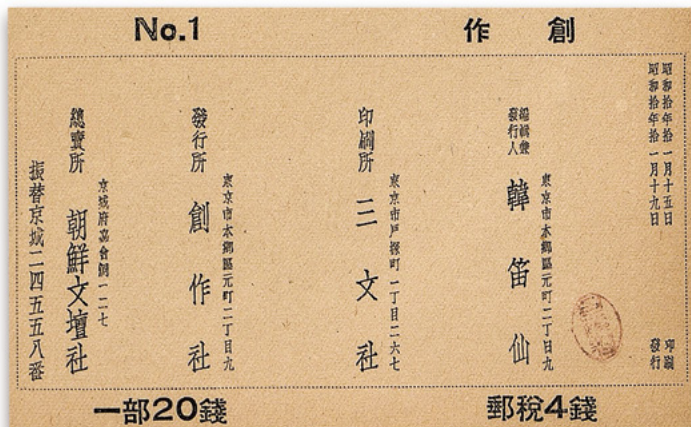 創作
No.1
昭和拾年拾一月十五日 印刷
昭和拾年拾一月十九日 發行
東京市本鄕區元町二丁目九
編輯兼
發行人 韓笛仙
東京市戶塚町一丁目二六七
印刷所 三文社
東京市本鄕區元町二丁目九
發行所 創作社
京城府嘉會洞一二七
總賣所 朝鮮文壇社
振替京城二四五五八番
郵稅4錢
一部20錢